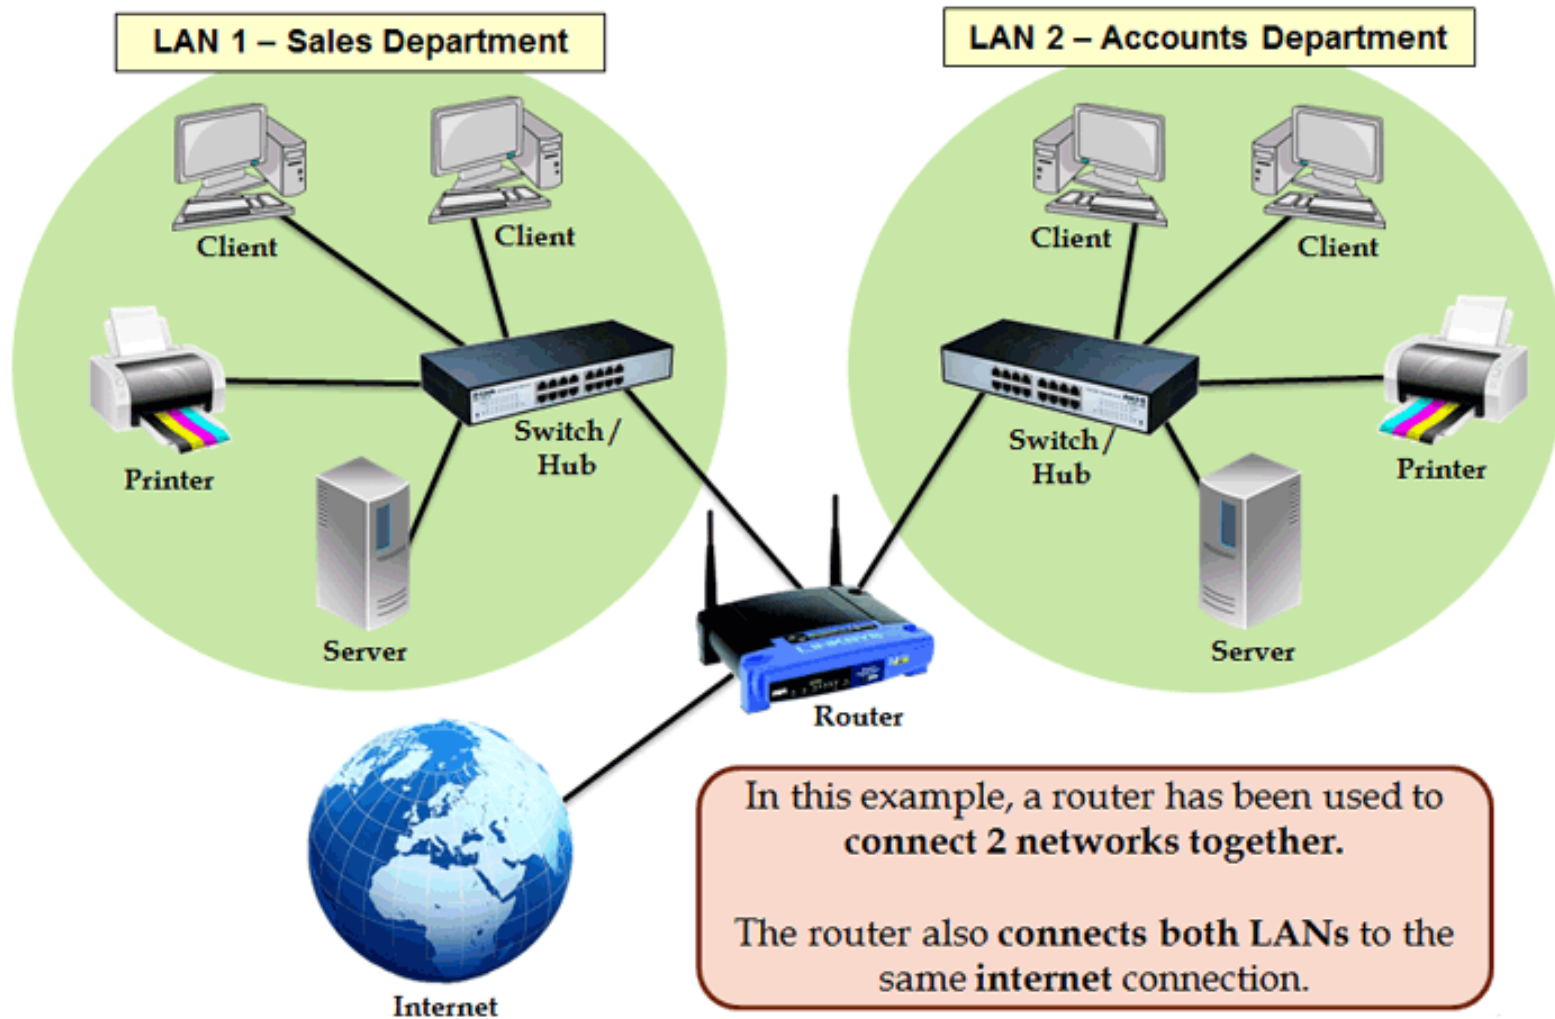 LAN 1 – Sales Department
LAN 2 – Accounts Department
Client
Client
Client
Client
Printer
Switch/
Hub
Switch/
Hub
Printer
Server
Server
LINKSYS
Router
Internet
In this example, a router has been used to
connect 2 networks together.
The router also connects both LANs to the
same internet connection.